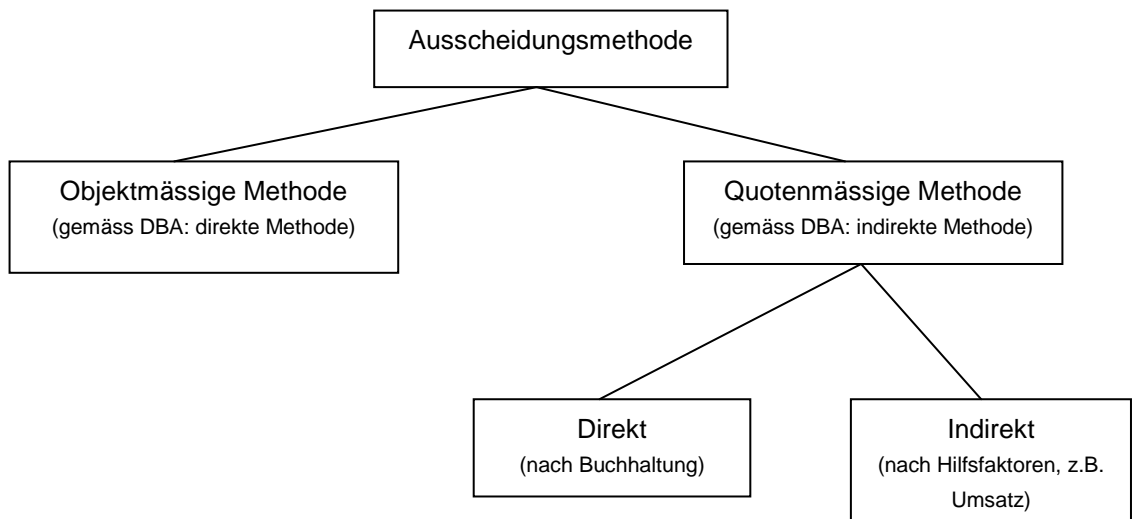 Ausscheidungsmethode
Objektmässige Methode
(gemäss DBA: direkte Methode)
Quotenmässige Methode
(gemäss DBA: indirekte Methode)
Direkt
(nach Buchhaltung)
Indirekt
(nach Hilfsfaktoren, z.B.
Umsatz)